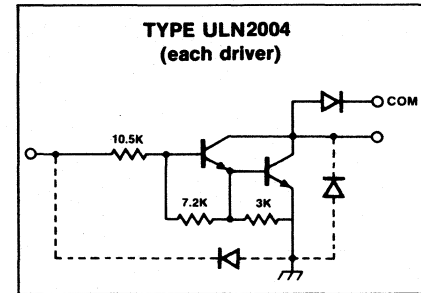 TYPE ULN2004
(each driver)
COM
10.5K
7.2K
3K